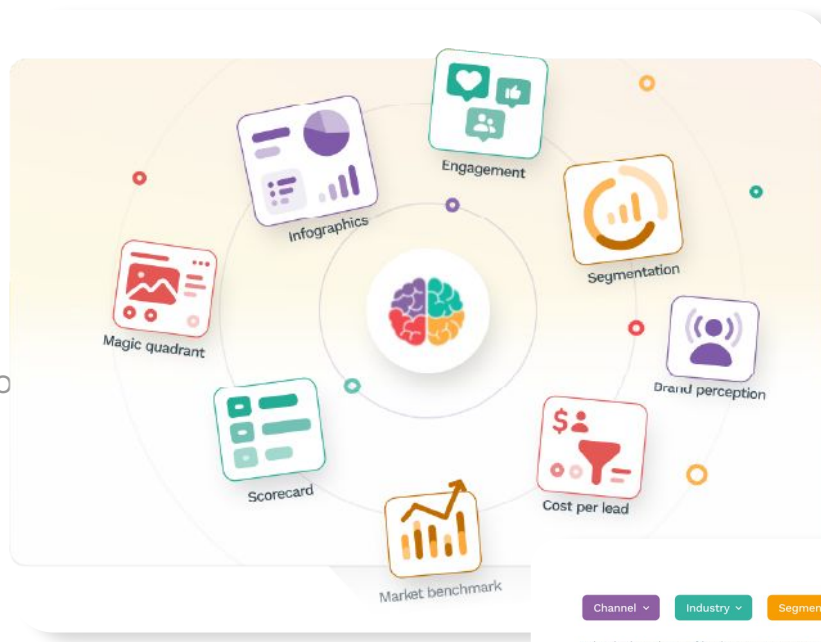 Engagement
Infographics
Segmentation
Magic quadrant
Brand perception
$
Scorecard
Cost per lead
Market benchmark
Channel
Industry